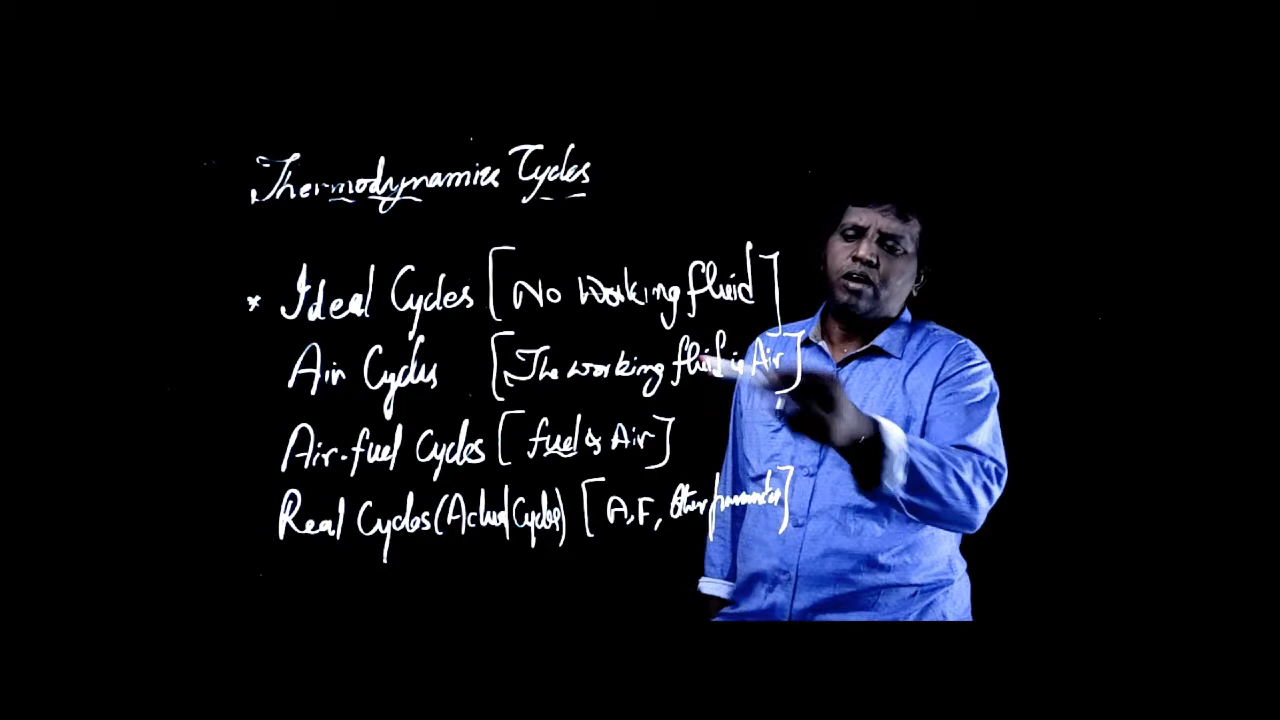 Thermodynamics Cycles
* Ideal Cycles [No working fluid]
Air Cycles [The working fluid is Air]
Air-fuel Cycles [fuel & Air]
Real Cycles (Actual Cycles) [A, F, Other parameters]